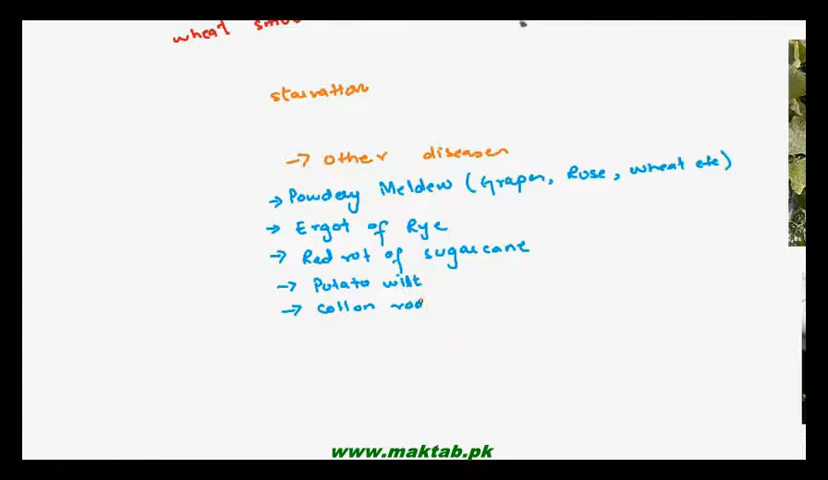 wheat
starvation
→ other diseases
→ Powdery Meldew (Grapes, Rose, wheat etc)
→ Ergot of Rye
→ Red rot of sugarcane
→ Potato wilt
→ Cotton roo
www.maktab.pk